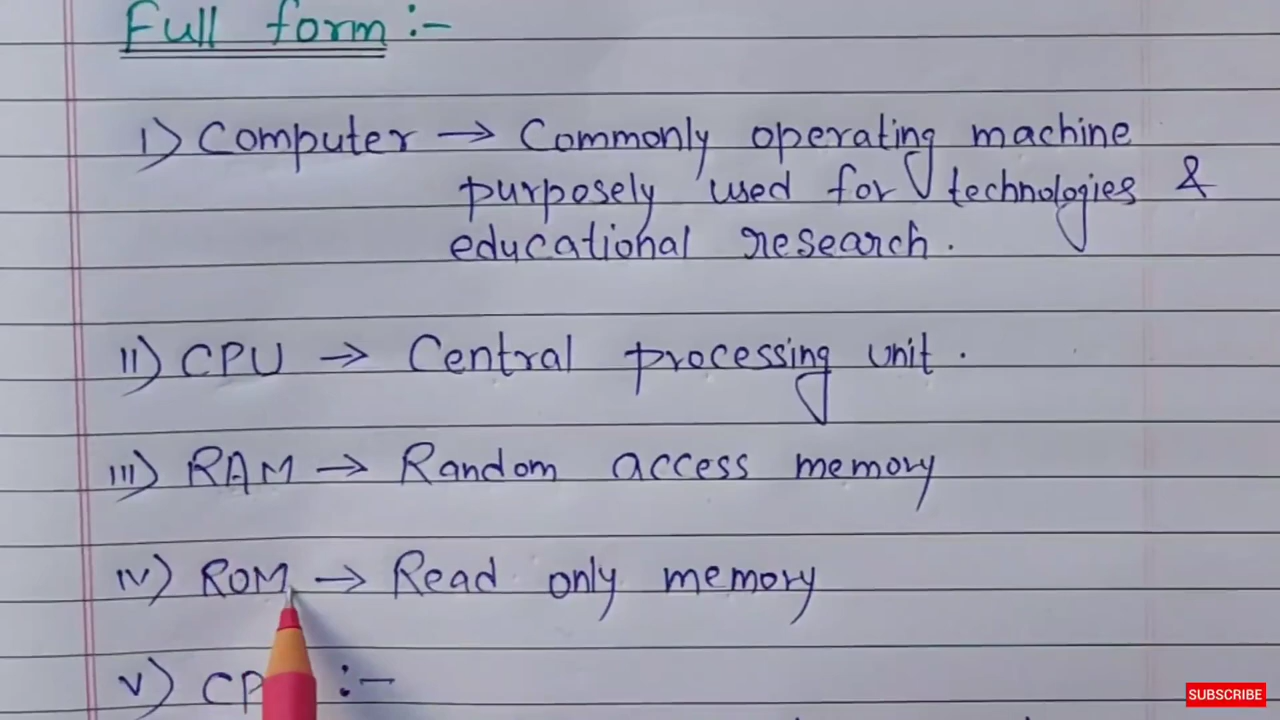 Full form :-
i) Computer → Commonly operating machine
purposely used for technologies &
educational research.
ii) CPU → Central processing unit.
iii) RAM → Random access memory
iv) ROM → Read only memory
v) :-
SUBSCRIBE